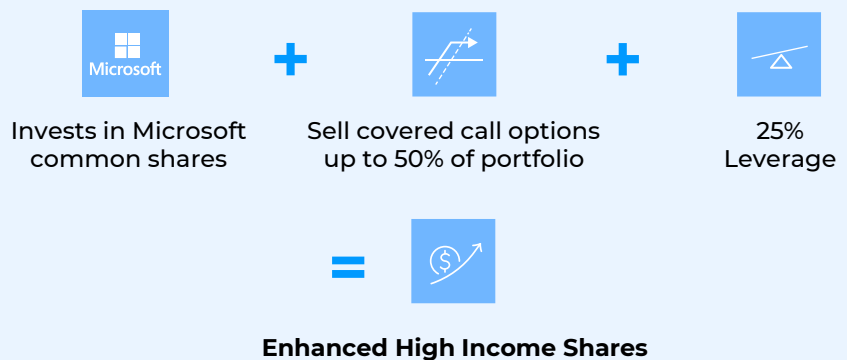 Microsoft
+
+
Invests in Microsoft
common shares
Sell covered call options
up to 50% of portfolio
25%
Leverage
=
$
Enhanced High Income Shares